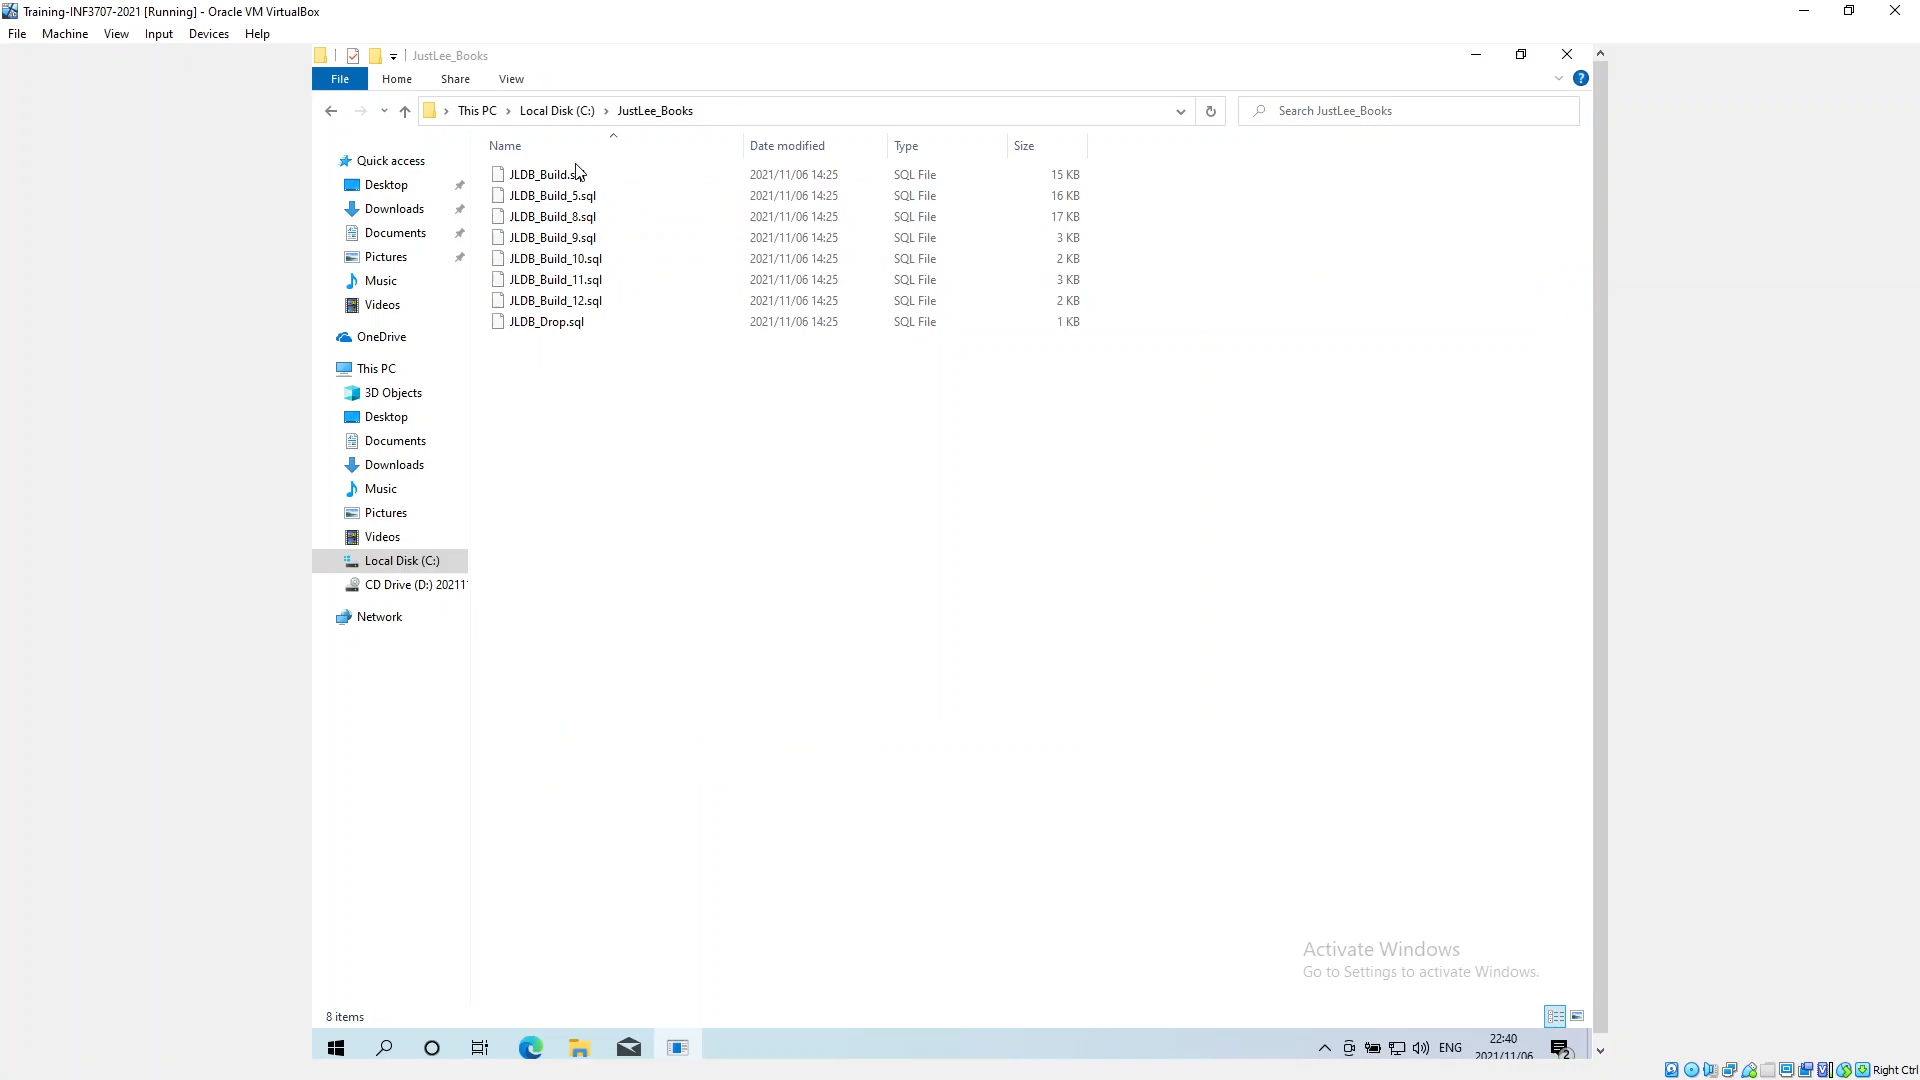 Training-INF3707-2021 [Running] - Oracle VM VirtualBox
File Machine View Input Devices Help
JustLee_Books
File Home Share View
This PC Local Disk (C:) JustLee_Books
Search JustLee_Books
Name Date modified Type Size
Quick access
Desktop
Downloads
Documents
Pictures
Music
Videos
OneDrive
This PC
3D Objects
Desktop
Documents
Downloads
Music
Pictures
Videos
Local Disk (C:)
CD Drive (D:) 20211
Network
JLDB_Build.s 2021/11/06 14:25 SQL File 15 KB
JLDB_Build_5.sql 2021/11/06 14:25 SQL File 16 KB
JLDB_Build_8.sql 2021/11/06 14:25 SQL File 17 KB
JLDB_Build_9.sql 2021/11/06 14:25 SQL File 3 KB
JLDB_Build_10.sql 2021/11/06 14:25 SQL File 2 KB
JLDB_Build_11.sql 2021/11/06 14:25 SQL File 3 KB
JLDB_Build_12.sql 2021/11/06 14:25 SQL File 2 KB
JLDB_Drop.sql 2021/11/06 14:25 SQL File 1 KB
Activate Windows
Go to Settings to activate Windows.
8 items
ENG
22:40
2021/11/06
2
Right Ctrl